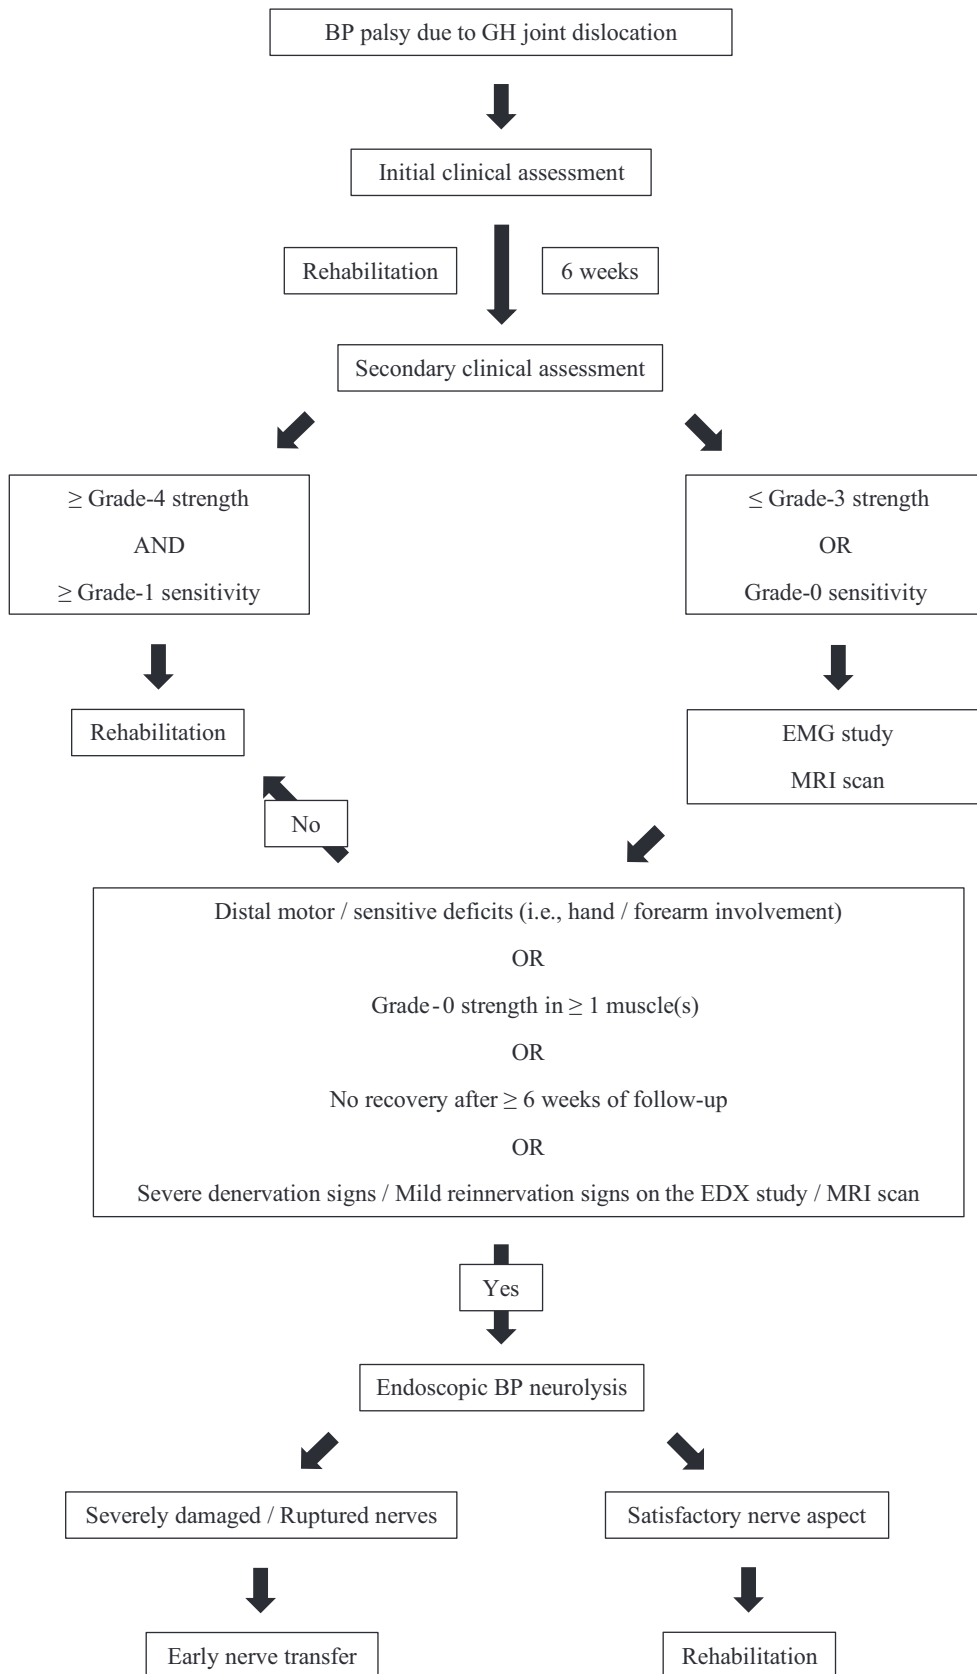 BP palsy due to GH joint dislocation
Initial clinical assessment
Rehabilitation
6 weeks
Secondary clinical assessment
≥ Grade-4 strength
AND
≥ Grade-1 sensitivity
≤ Grade-3 strength
OR
Grade-0 sensitivity
Rehabilitation
EMG study
MRI scan
No
Distal motor / sensitive deficits (i.e., hand / forearm involvement)
OR
Grade-0 strength in ≥ 1 muscle(s)
OR
No recovery after ≥ 6 weeks of follow-up
OR
Severe denervation signs / Mild reinnervation signs on the EDX study / MRI scan
Yes
Endoscopic BP neurolysis
Severely damaged / Ruptured nerves
Satisfactory nerve aspect
Early nerve transfer
Rehabilitation